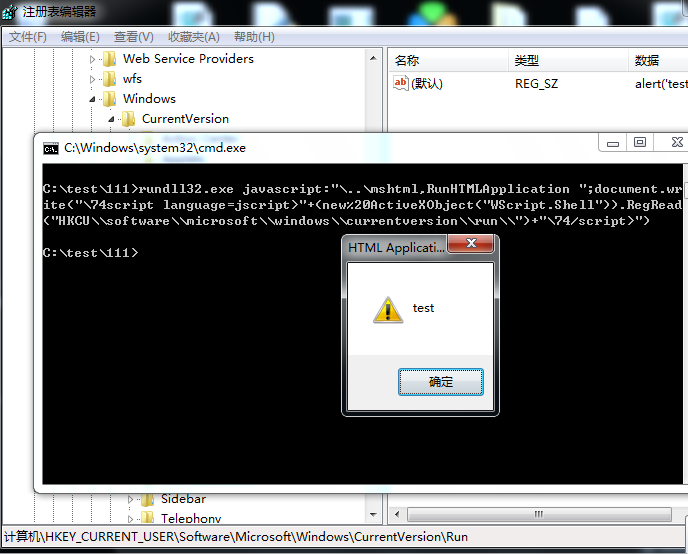 注册表编辑器
文件(F) 编辑(E) 查看(V) 收藏夹(A) 帮助(H)
Web Service Providers
wfs
Windows
CurrentVersion
名称 类型 数据
ab (默认) REG_SZ alert('test
C:\Windows\system32\cmd.exe
C:\test\111>rundll32.exe javascript:"\..\mshtml,RunHTMLApplication ";document.wr
ite("\74script language=jscript>"+(new%20ActiveXObject("WScript.Shell")).RegRead
("HKCU\\software\\microsoft\\windows\\currentversion\\run\\")+"\74/script>")
C:\test\111>
HTML Applicati...
test
确定
Sidebar
Telephony
计算机\HKEY_CURRENT_USER\Software\Microsoft\Windows\CurrentVersion\Run